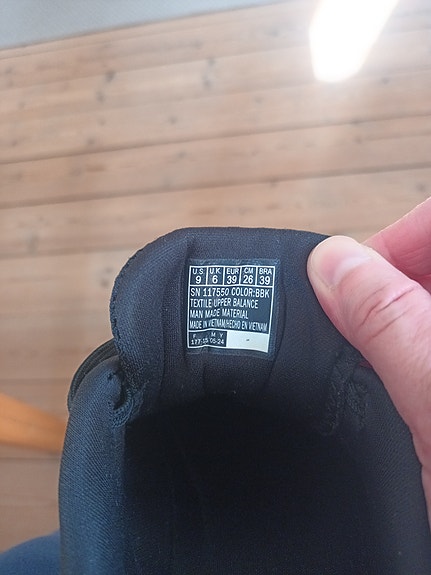 U.S U.K EUR CM BRA
9 6 39 26 39
SN 117550 COLOR:BBK
TEXTILE UPPER BALANCE
MAN MADE MATERIAL
MADE IN VIETNAM/HECHO EN VIETNAM
F M Y
177-15 05-24